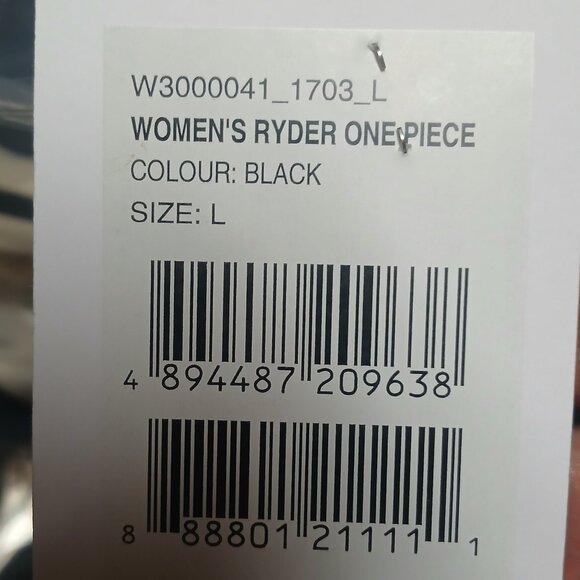 W3000041_1703_L
WOMEN'S RYDER ONE PIECE
COLOUR: BLACK
SIZE: L
4 894487 209638
8 88801 21111 1